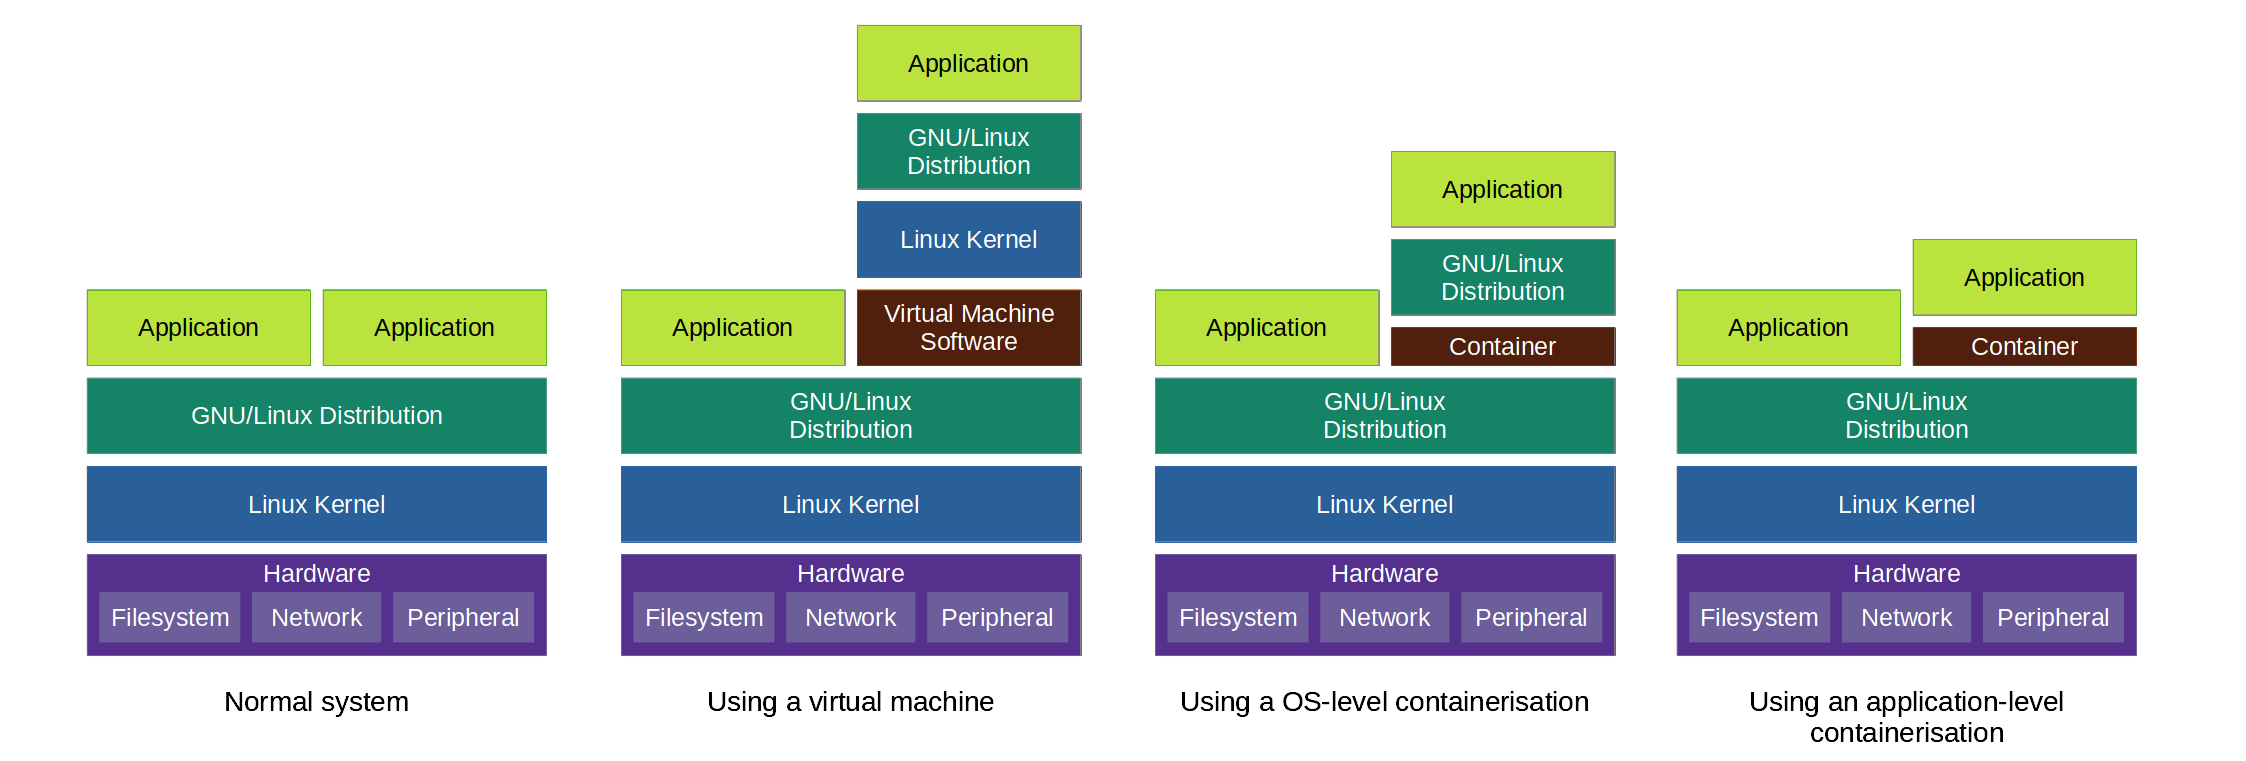 Application
Application
GNU/Linux Distribution
Linux Kernel
Hardware
Filesystem
Network
Peripheral
Normal system
Application
GNU/Linux
Distribution
Linux Kernel
Application
Virtual Machine
Software
GNU/Linux
Distribution
Linux Kernel
Hardware
Filesystem
Network
Peripheral
Using a virtual machine
Application
GNU/Linux
Distribution
Application
Container
GNU/Linux
Distribution
Linux Kernel
Hardware
Filesystem
Network
Peripheral
Using a OS-level containerisation
Application
Application
Container
GNU/Linux
Distribution
Linux Kernel
Hardware
Filesystem
Network
Peripheral
Using an application-level
containerisation